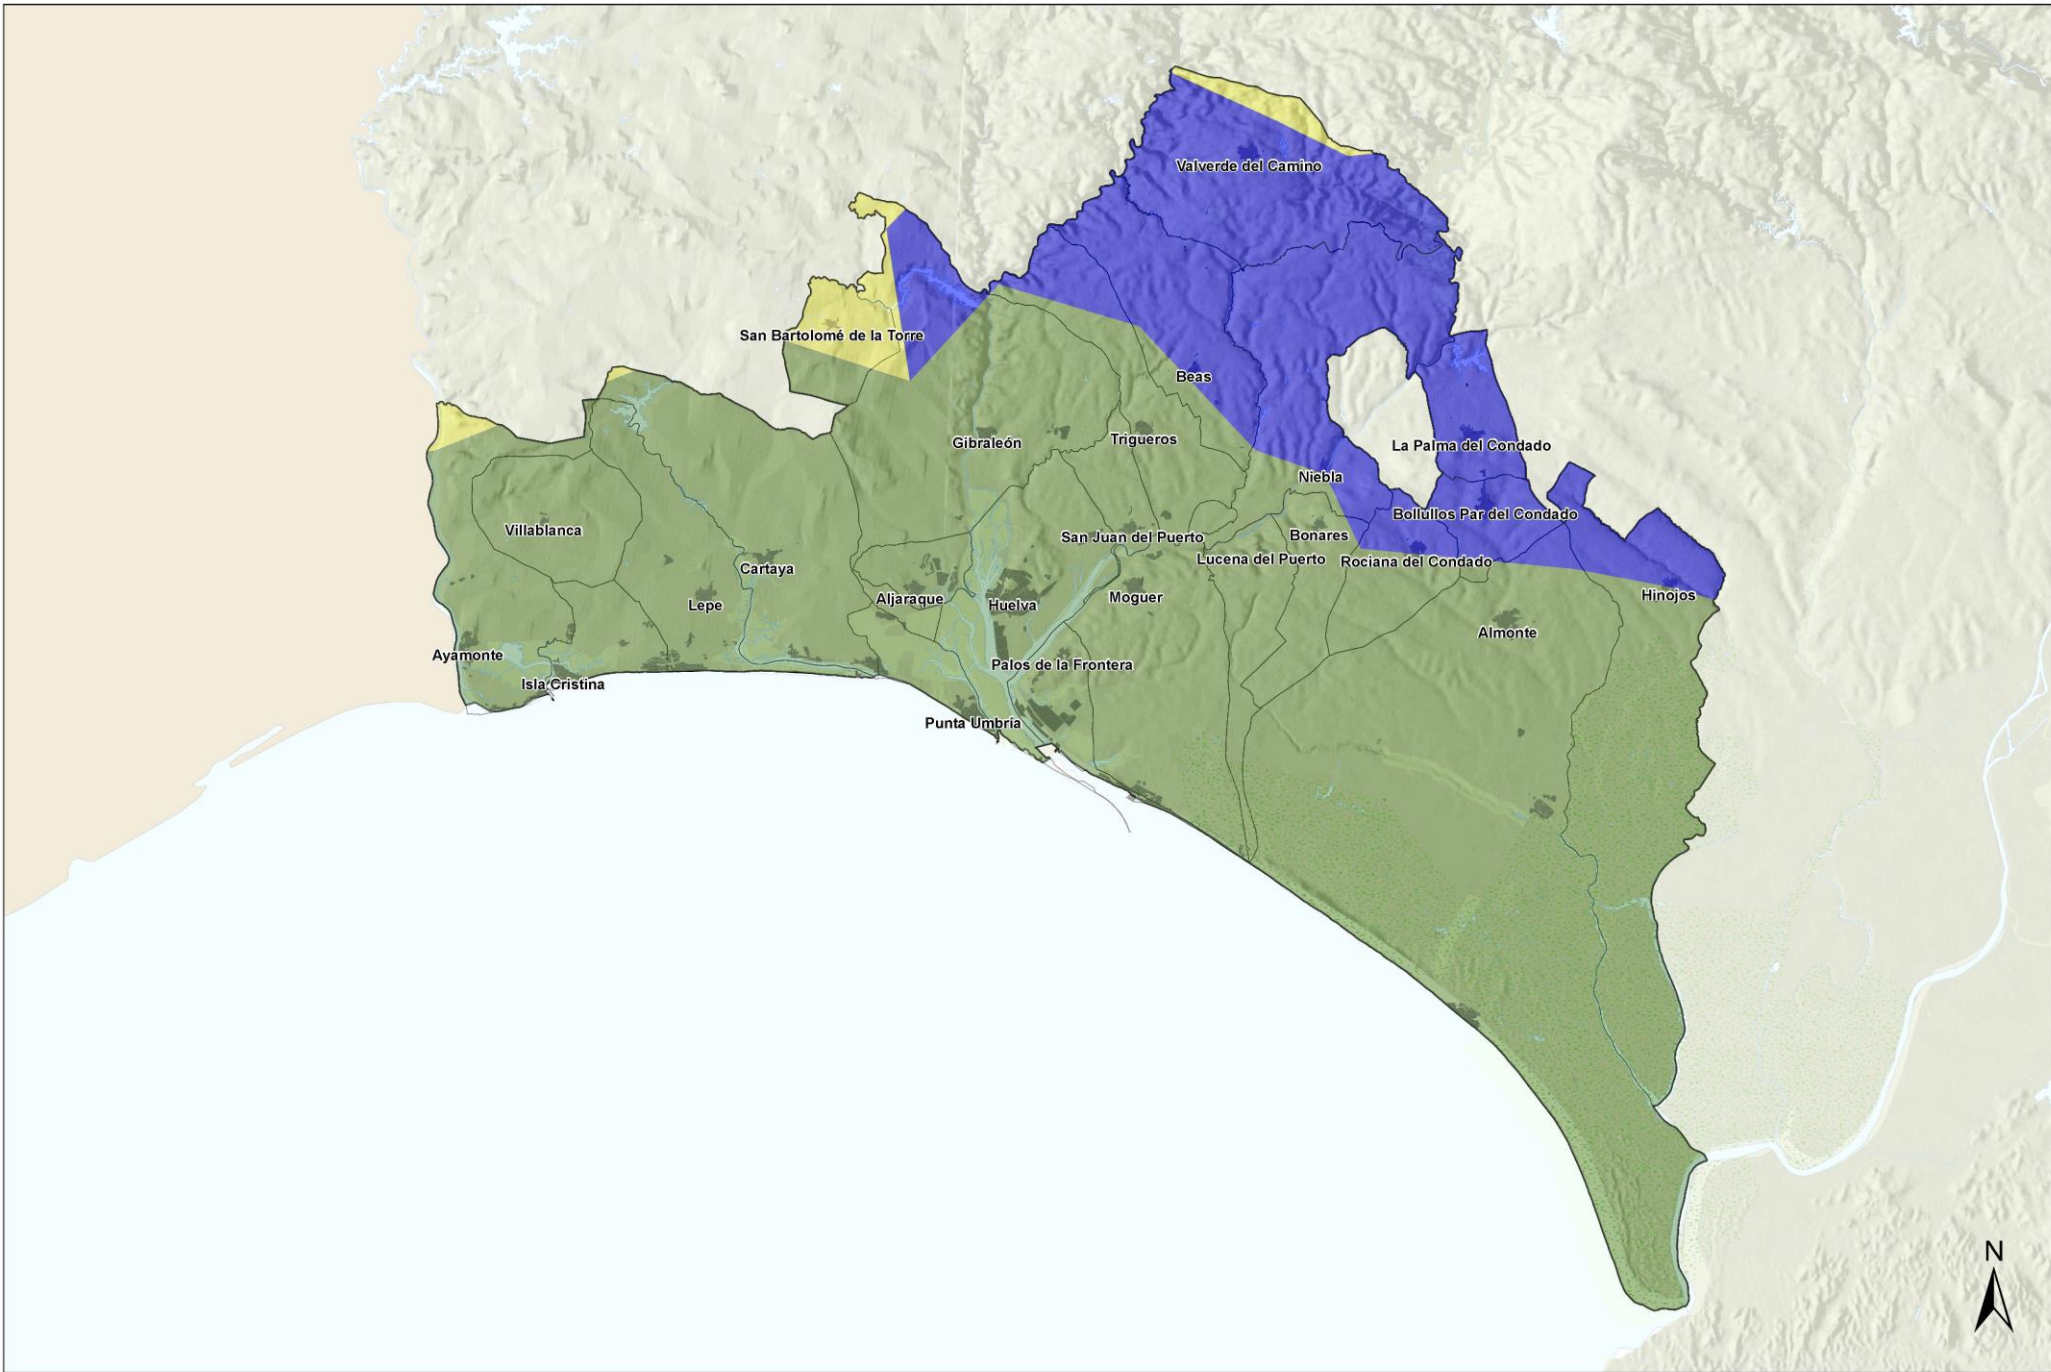 Valverde del Camino
San Bartolomé de la Torre
Beas
Gibraleón
Trigueros
La Palma del Condado
Niebla
Bollullos Par del Condado
Villablanca
San Juan del Puerto
Bonares
Lucena del Puerto
Rociana del Condado
Cartaya
Lepe
Aljaraque
Huelva
Moguer
Hinojos
Almonte
Ayamonte
Palos de la Frontera
Isla Cristina
Punta Umbría
N